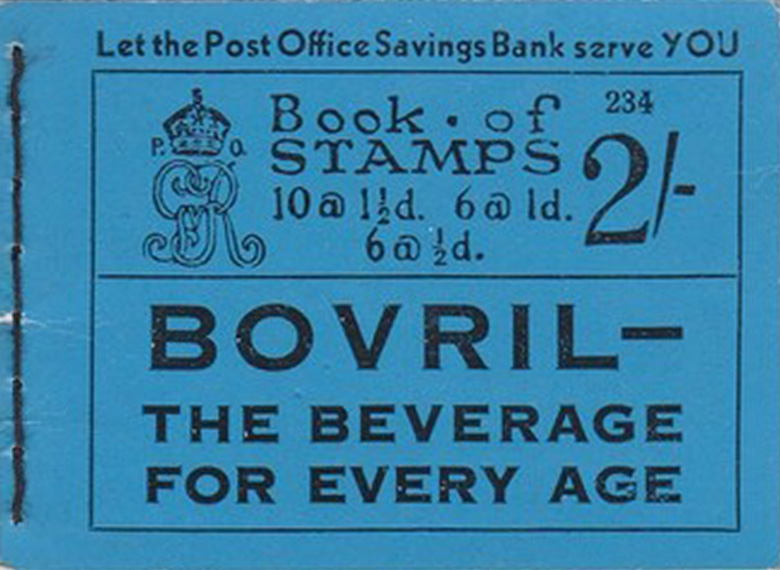 Let the Post Office Savings Bank serve YOU
234
Book · of
STAMPS
2/-
P. O.
GR
10@1½d. 6@1d.
6@½d.
BOVRIL—
THE BEVERAGE
FOR EVERY AGE